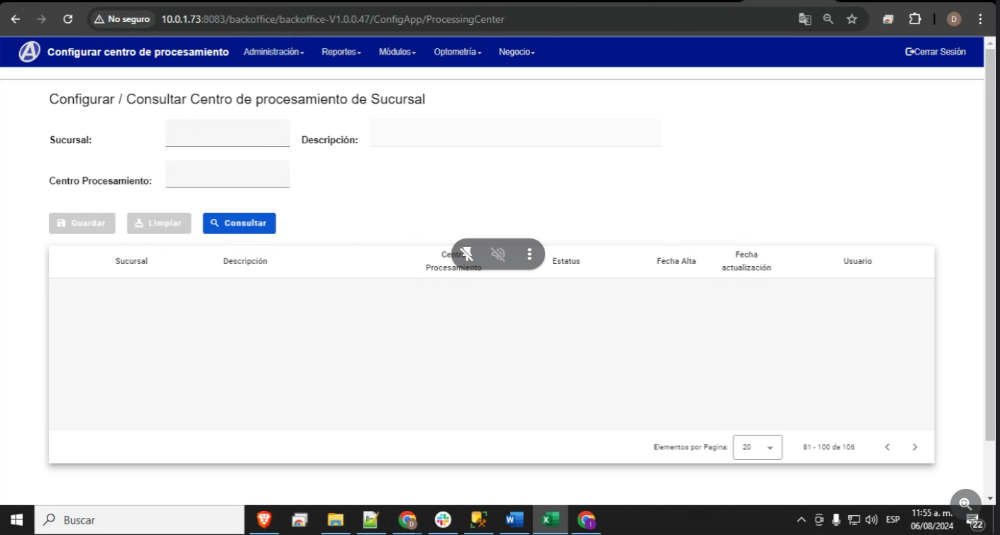 No seguro 10.0.1.73:8083/backoffice/backoffice-V1.0.0.47/ConfigApp/ProcessingCenter D
A Configurar centro de procesamiento Administración Reportes Módulos Optometría Negocio Cerrar Sesión
Configurar / Consultar Centro de procesamiento de Sucursal
Sucursal: Descripción:
Centro Procesamiento:
Guardar Limpiar Consultar
Sucursal Descripción Centro Procesamiento Estatus Fecha Alta Fecha actualización Usuario
Elementos por Pagina: 20 81 - 100 de 106
Buscar ESP 11:55 a. m.
06/08/2024 22